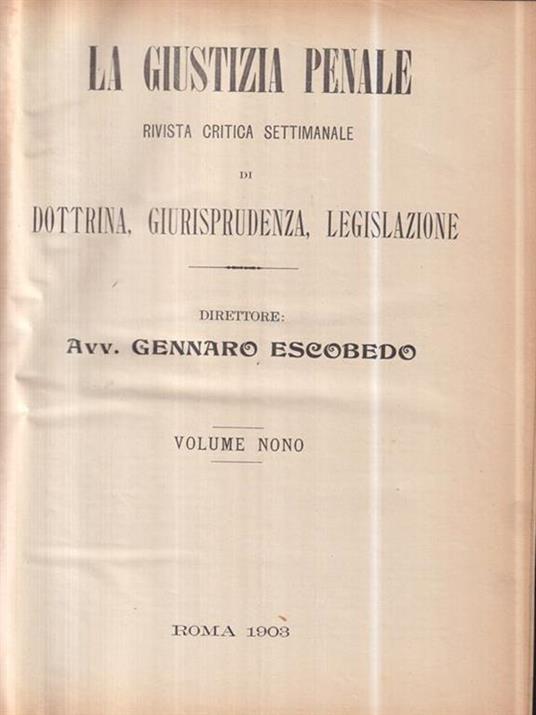 LA GIUSTIZIA PENALE
RIVISTA CRITICA SETTIMANALE
DI
DOTTRINA, GIURISPRUDENZA, LEGISLAZIONE
DIRETTORE:
Avv. GENNARO ESCOBEDO
VOLUME NONO
ROMA 1903